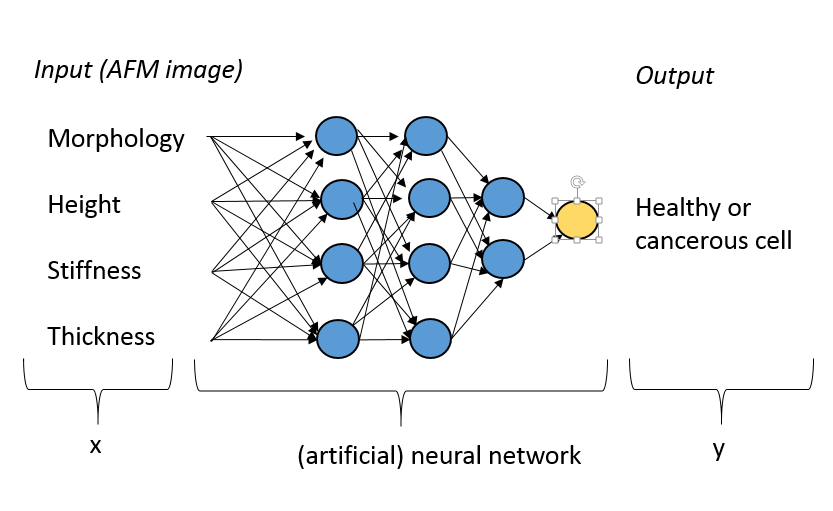 Input (AFM image)
Output
Morphology
Height
Healthy or
cancerous cell
Stiffness
Thickness
x
(artificial) neural network
y